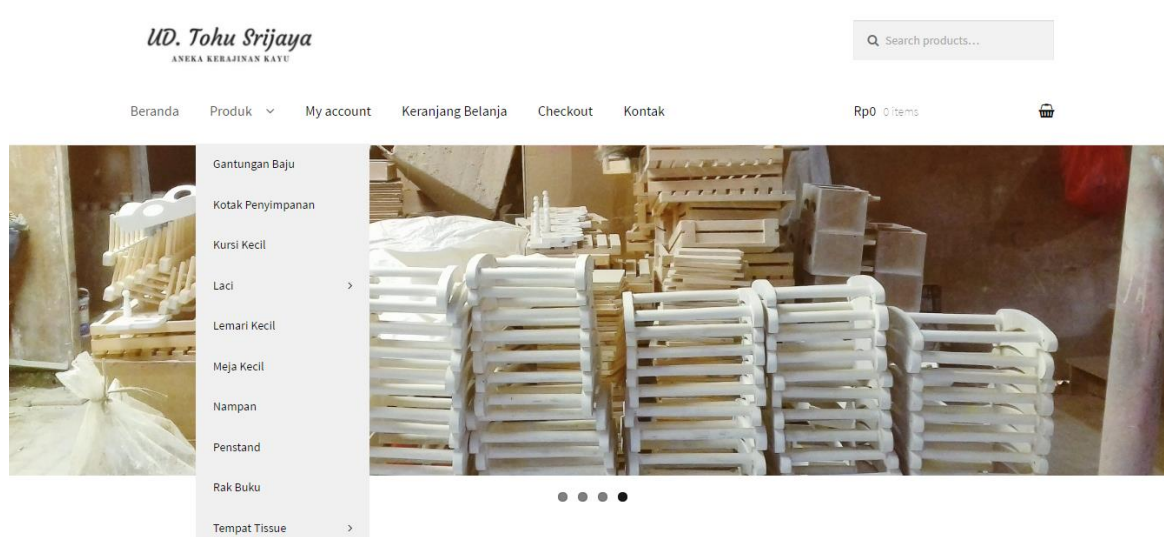 UD. Tohu Srijaya
ANEKA KERAJINAN KAYU
Search products...
Beranda Produk My account Keranjang Belanja Checkout Kontak Rp0 0 items
Gantungan Baju
Kotak Penyimpanan
Kursi Kecil
Laci
Lemari Kecil
Meja Kecil
Nampan
Penstand
Rak Buku
Tempat Tissue